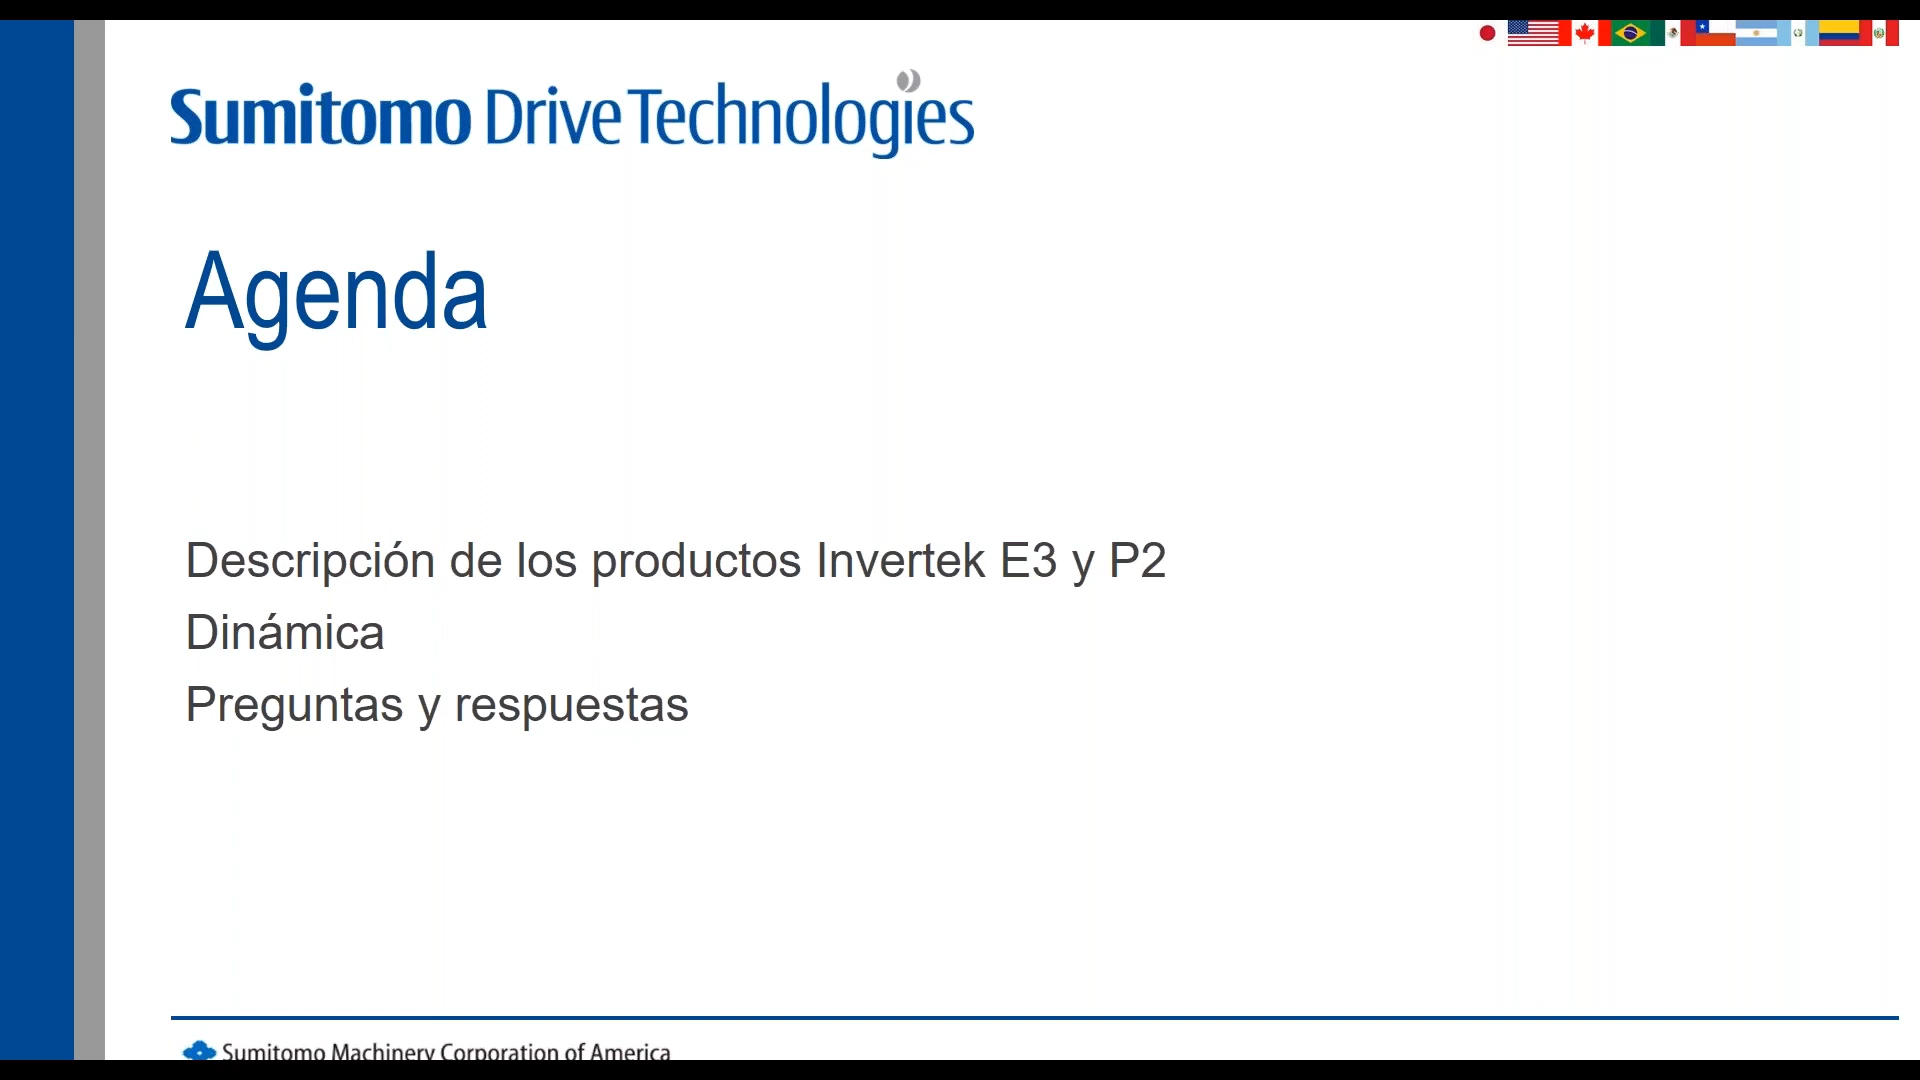 Sumitomo Drive Technologies
Agenda
Descripción de los productos Invertek E3 y P2
Dinámica
Preguntas y respuestas
Sumitomo Machinery Corporation of America